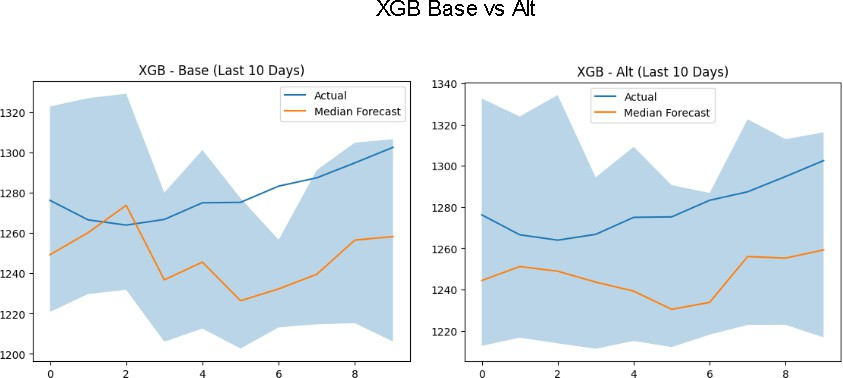 XGB Base vs Alt
XGB - Base (Last 10 Days)
Actual
Median Forecast
1320
1300
1280
1260
1240
1220
1200
0 2 4 6 8
XGB - Alt (Last 10 Days)
Actual
Median Forecast
1340
1320
1300
1280
1260
1240
1220
0 2 4 6 8